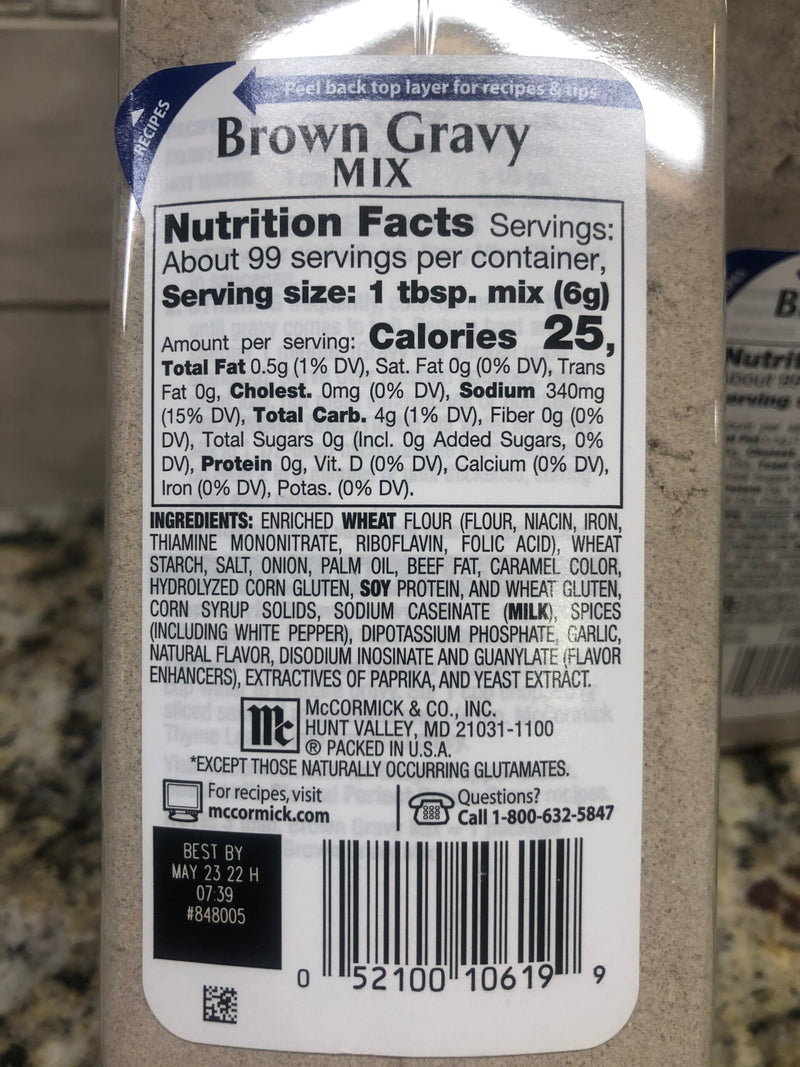 Peel back top layer for recipes & tips
RECIPES
Brown Gravy
MIX
Nutrition Facts Servings:
About 99 servings per container,
Serving size: 1 tbsp. mix (6g)
Amount per serving: Calories 25,
Total Fat 0.5g (1% DV), Sat. Fat 0g (0% DV), Trans
Fat 0g, Cholest. 0mg (0% DV), Sodium 340mg
(15% DV), Total Carb. 4g (1% DV), Fiber 0g (0%
DV), Total Sugars 0g (Incl. 0g Added Sugars, 0%
DV), Protein 0g, Vit. D (0% DV), Calcium (0% DV),
Iron (0% DV), Potas. (0% DV).
INGREDIENTS: ENRICHED WHEAT FLOUR (FLOUR, NIACIN, IRON,
THIAMINE MONONITRATE, RIBOFLAVIN, FOLIC ACID), WHEAT
STARCH, SALT, ONION, PALM OIL, BEEF FAT, CARAMEL COLOR,
HYDROLYZED CORN GLUTEN, SOY PROTEIN, AND WHEAT GLUTEN,
CORN SYRUP SOLIDS, SODIUM CASEINATE (MILK), SPICES
(INCLUDING WHITE PEPPER), DIPOTASSIUM PHOSPHATE, GARLIC,
NATURAL FLAVOR, DISODIUM INOSINATE AND GUANYLATE (FLAVOR
ENHANCERS), EXTRACTIVES OF PAPRIKA, AND YEAST EXTRACT.
Mc
McCORMICK & CO., INC.
HUNT VALLEY, MD 21031-1100
® PACKED IN U.S.A.
*EXCEPT THOSE NATURALLY OCCURRING GLUTAMATES.
For recipes, visit
mccormick.com
Questions?
Call 1-800-632-5847
BEST BY
MAY 23 22 H
07:39
#848005
0 52100 10619 9
B
Nutrit
About 99